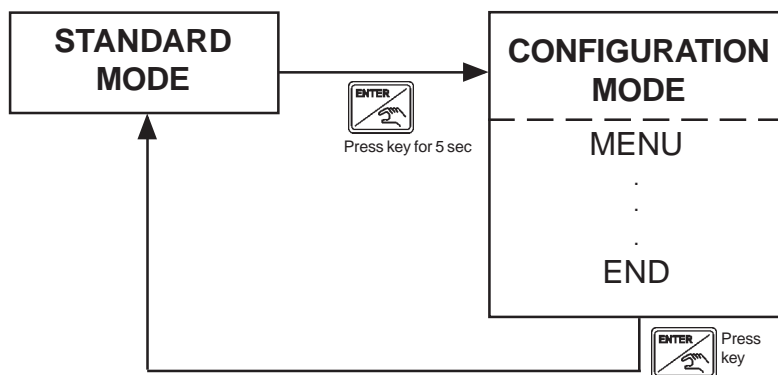 STANDARD
MODE
ENTER
Press key for 5 sec
CONFIGURATION
MODE
MENU
.
.
.
END
ENTER
Press
key